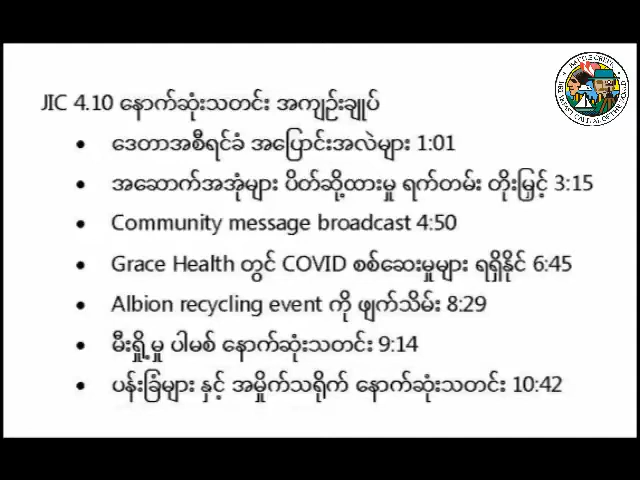 JIC 4.10 နောက်ဆုံးသတင်း အကျဉ်းချုပ်
• ဒေတာအစီရင်ခံ အပြောင်းအလဲများ 1:01
• အဆောက်အအုံများ ပိတ်ဆို့ထားမှု ရက်တမ်း တိုးမြှင့် 3:15
• Community message broadcast 4:50
• Grace Health တွင် COVID စစ်ဆေးမှုများ ရရှိနိုင် 6:45
• Albion recycling event ကို ဖျက်သိမ်း 8:29
• မီးရှို့မှု ပါမစ် နောက်ဆုံးသတင်း 9:14
• ပန်းခြံများ နှင့် အမှိုက်သရိုက် နောက်ဆုံးသတင်း 10:42